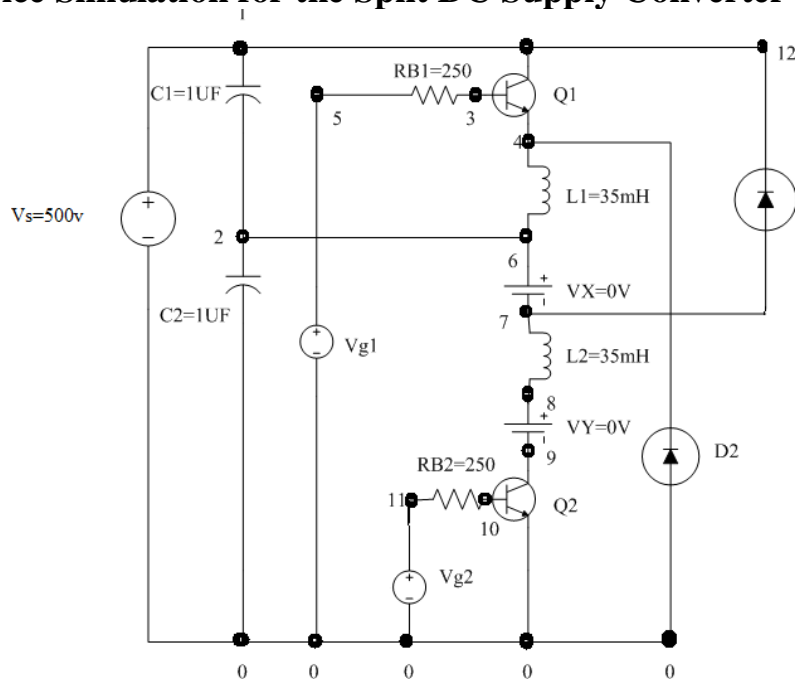 Simulation for the Split DC Supply Converter
12
RB1=250
C1=1UF
Q1
5
3
4
L1=35mH
Vs=500v
2
6
VX=0V
C2=1UF
7
Vg1
L2=35mH
8
VY=0V
D2
RB2=250
9
11
Q2
10
Vg2
0
0
0
0
0